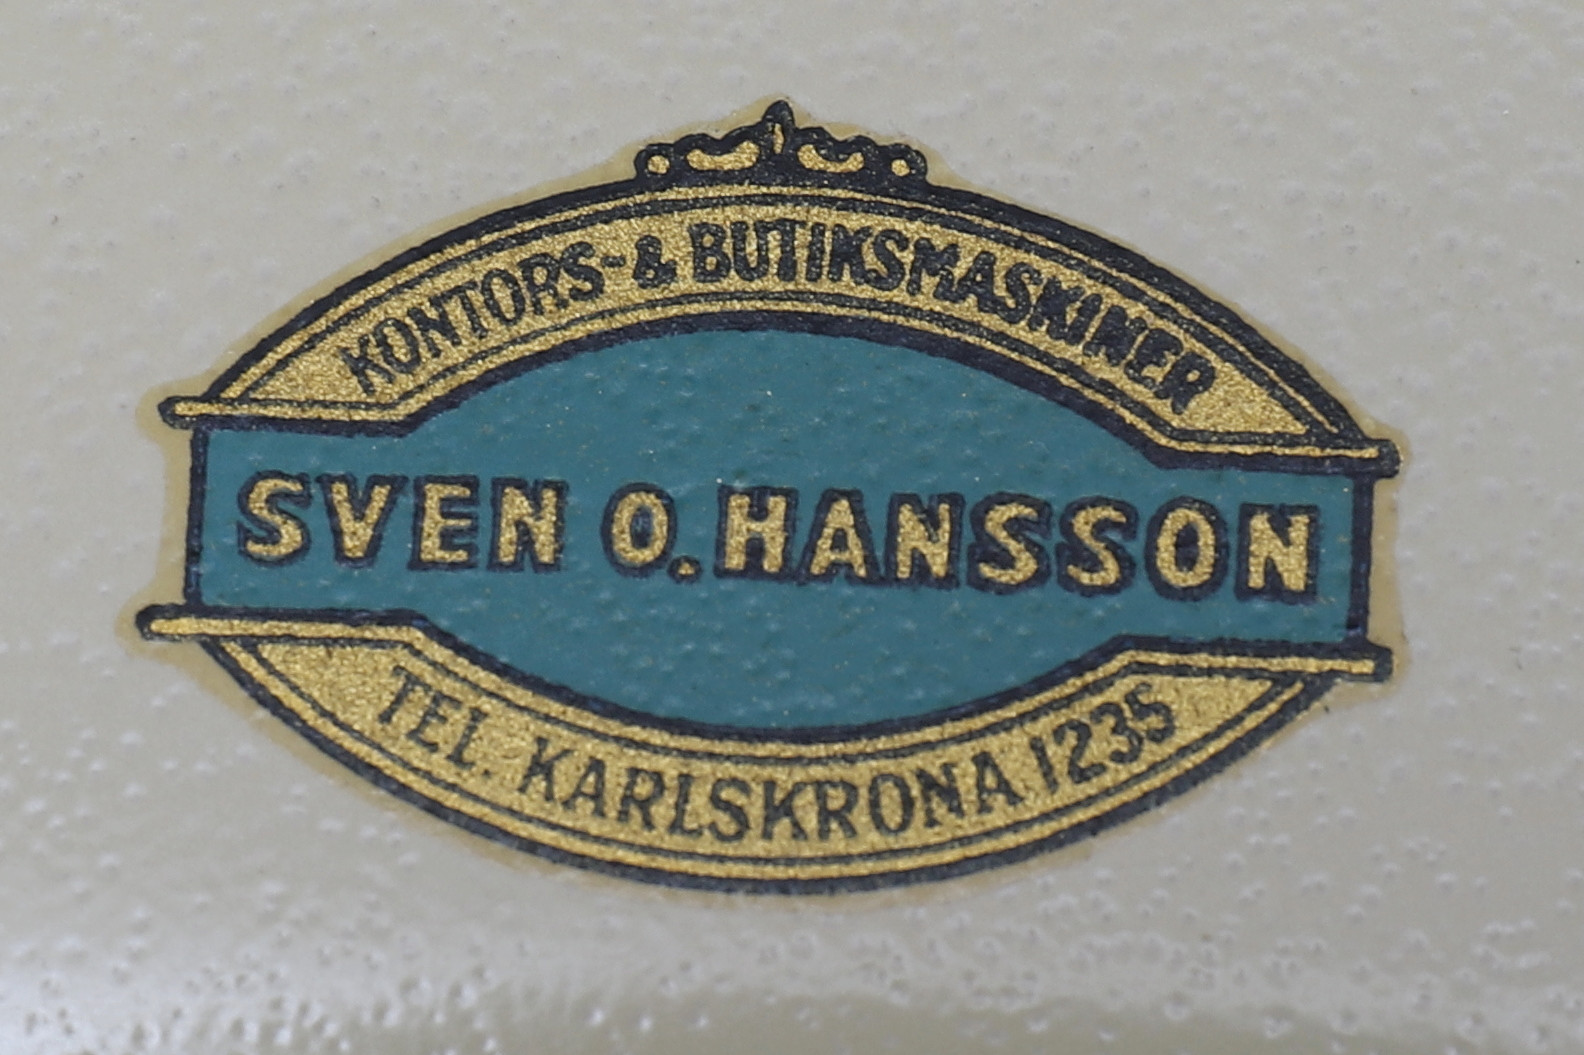 KONTORS- & BUTIKSMASKINER
SVEN O. HANSSON
TEL. KARLSKRONA 1235